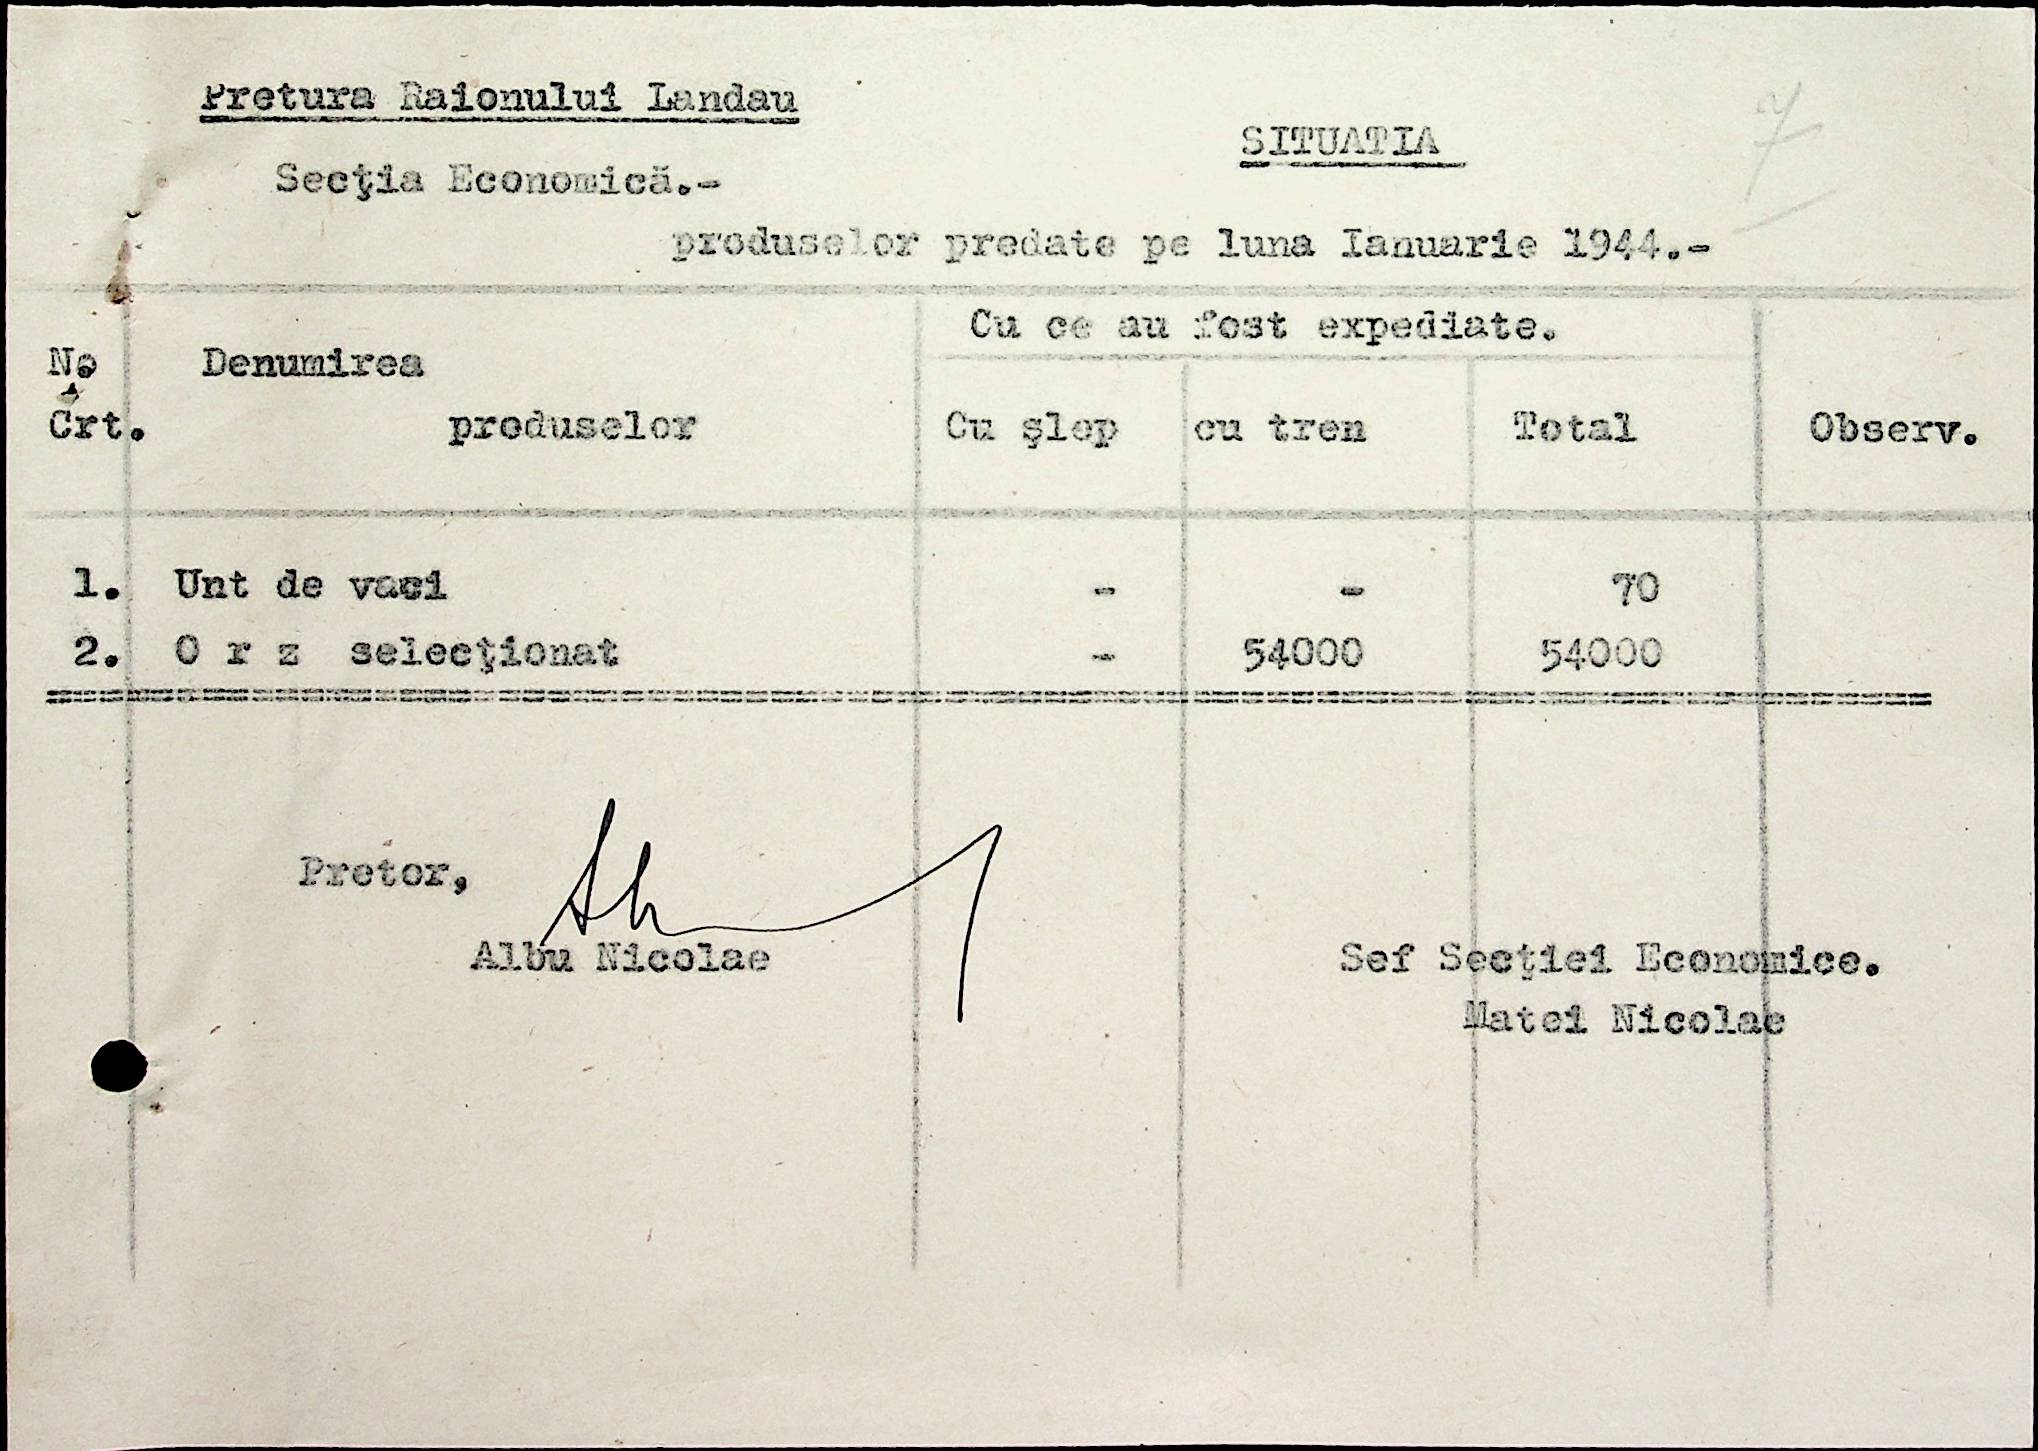 Pretura Raionului Landau
Secţia Economică.-
SITUATIA
produselor predate pe luna Ianuarie 1944.-
No Crt. Denumirea produselor Cu ce au fost expediate. Observ.
Cu şlep cu tren Total
1. Unt de vaci - - 70
2. O r z selecţionat - 54000 54000
Pretor,
Albu Nicolae
Sef Secţiei Economice.
Matei Nicolae